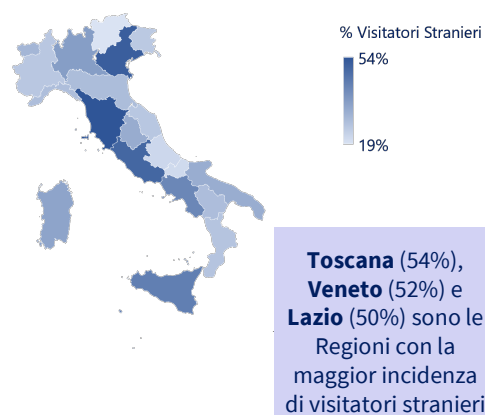 % Visitatori Stranieri
54%
19%
Toscana (54%),
Veneto (52%) e
Lazio (50%) sono le
Regioni con la
maggior incidenza
di visitatori stranieri